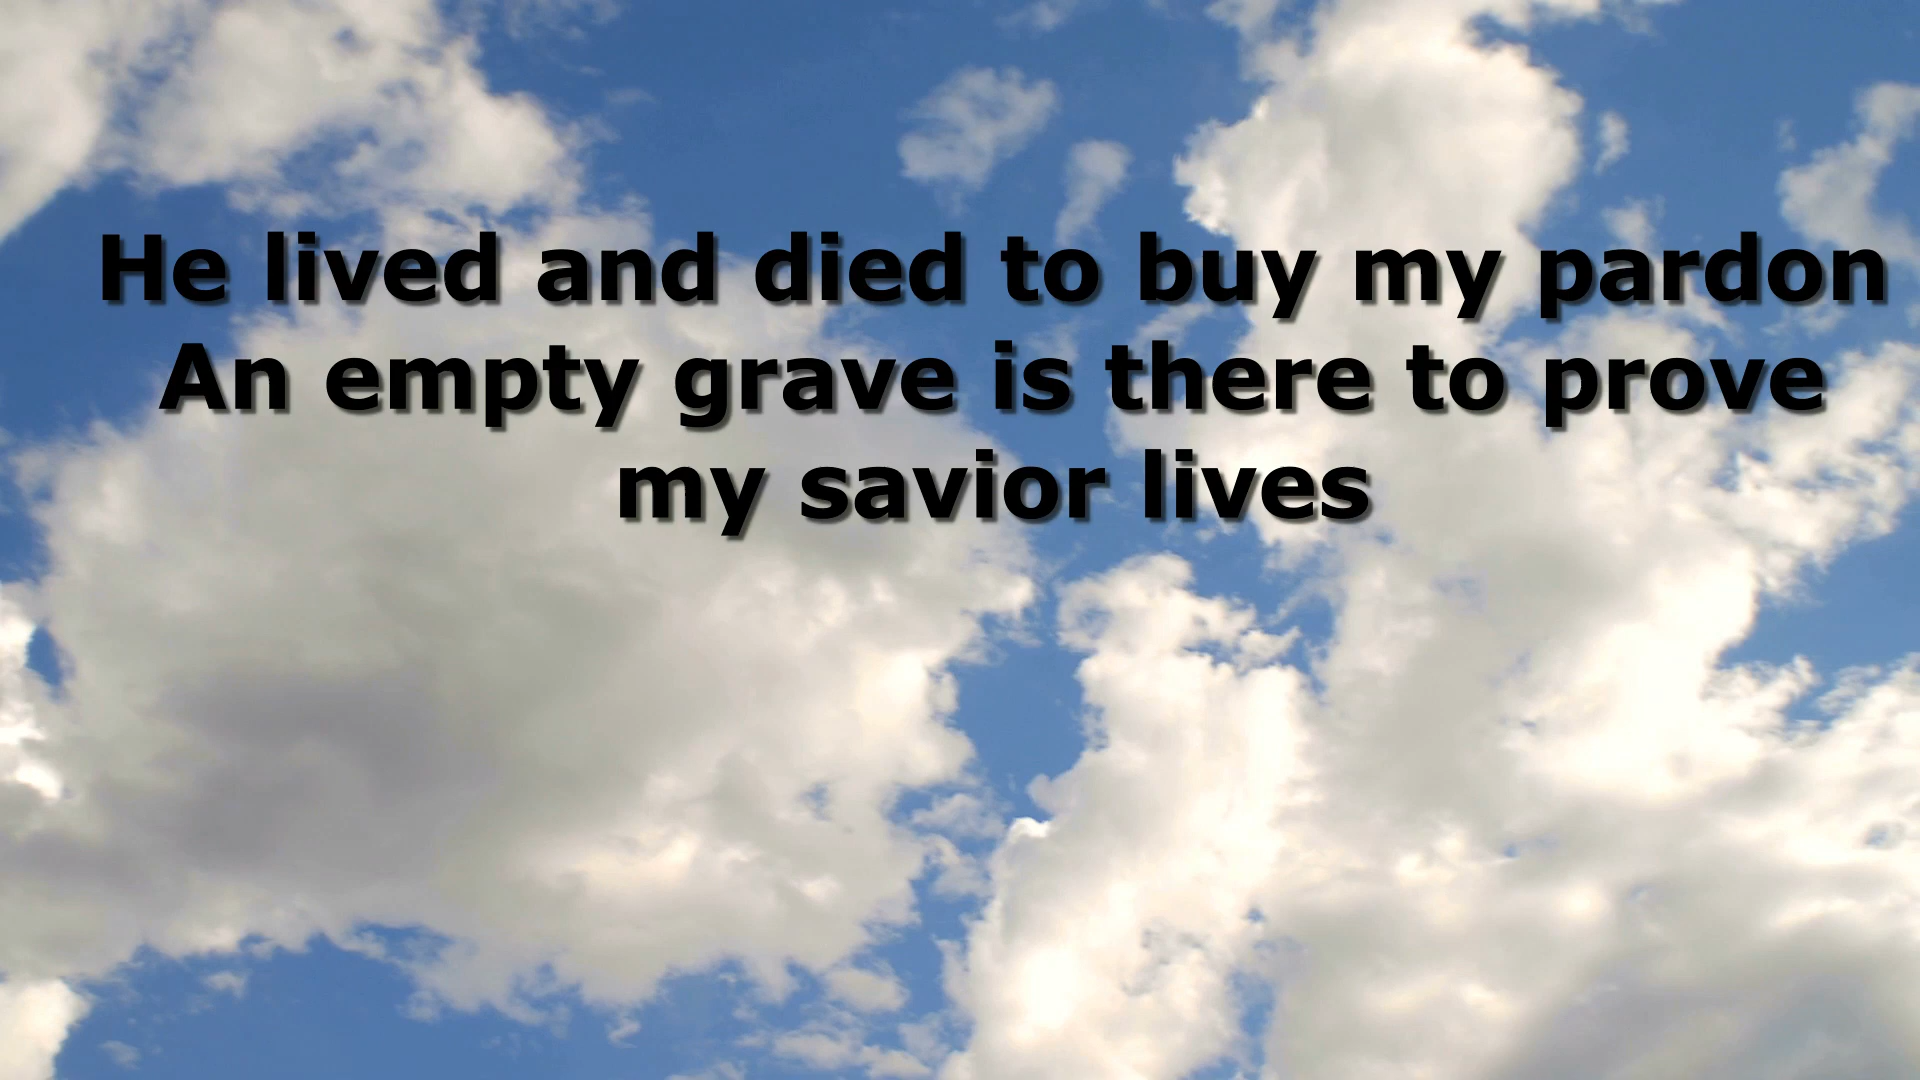 He lived and died to buy my pardon
An empty grave is there to prove
my savior lives